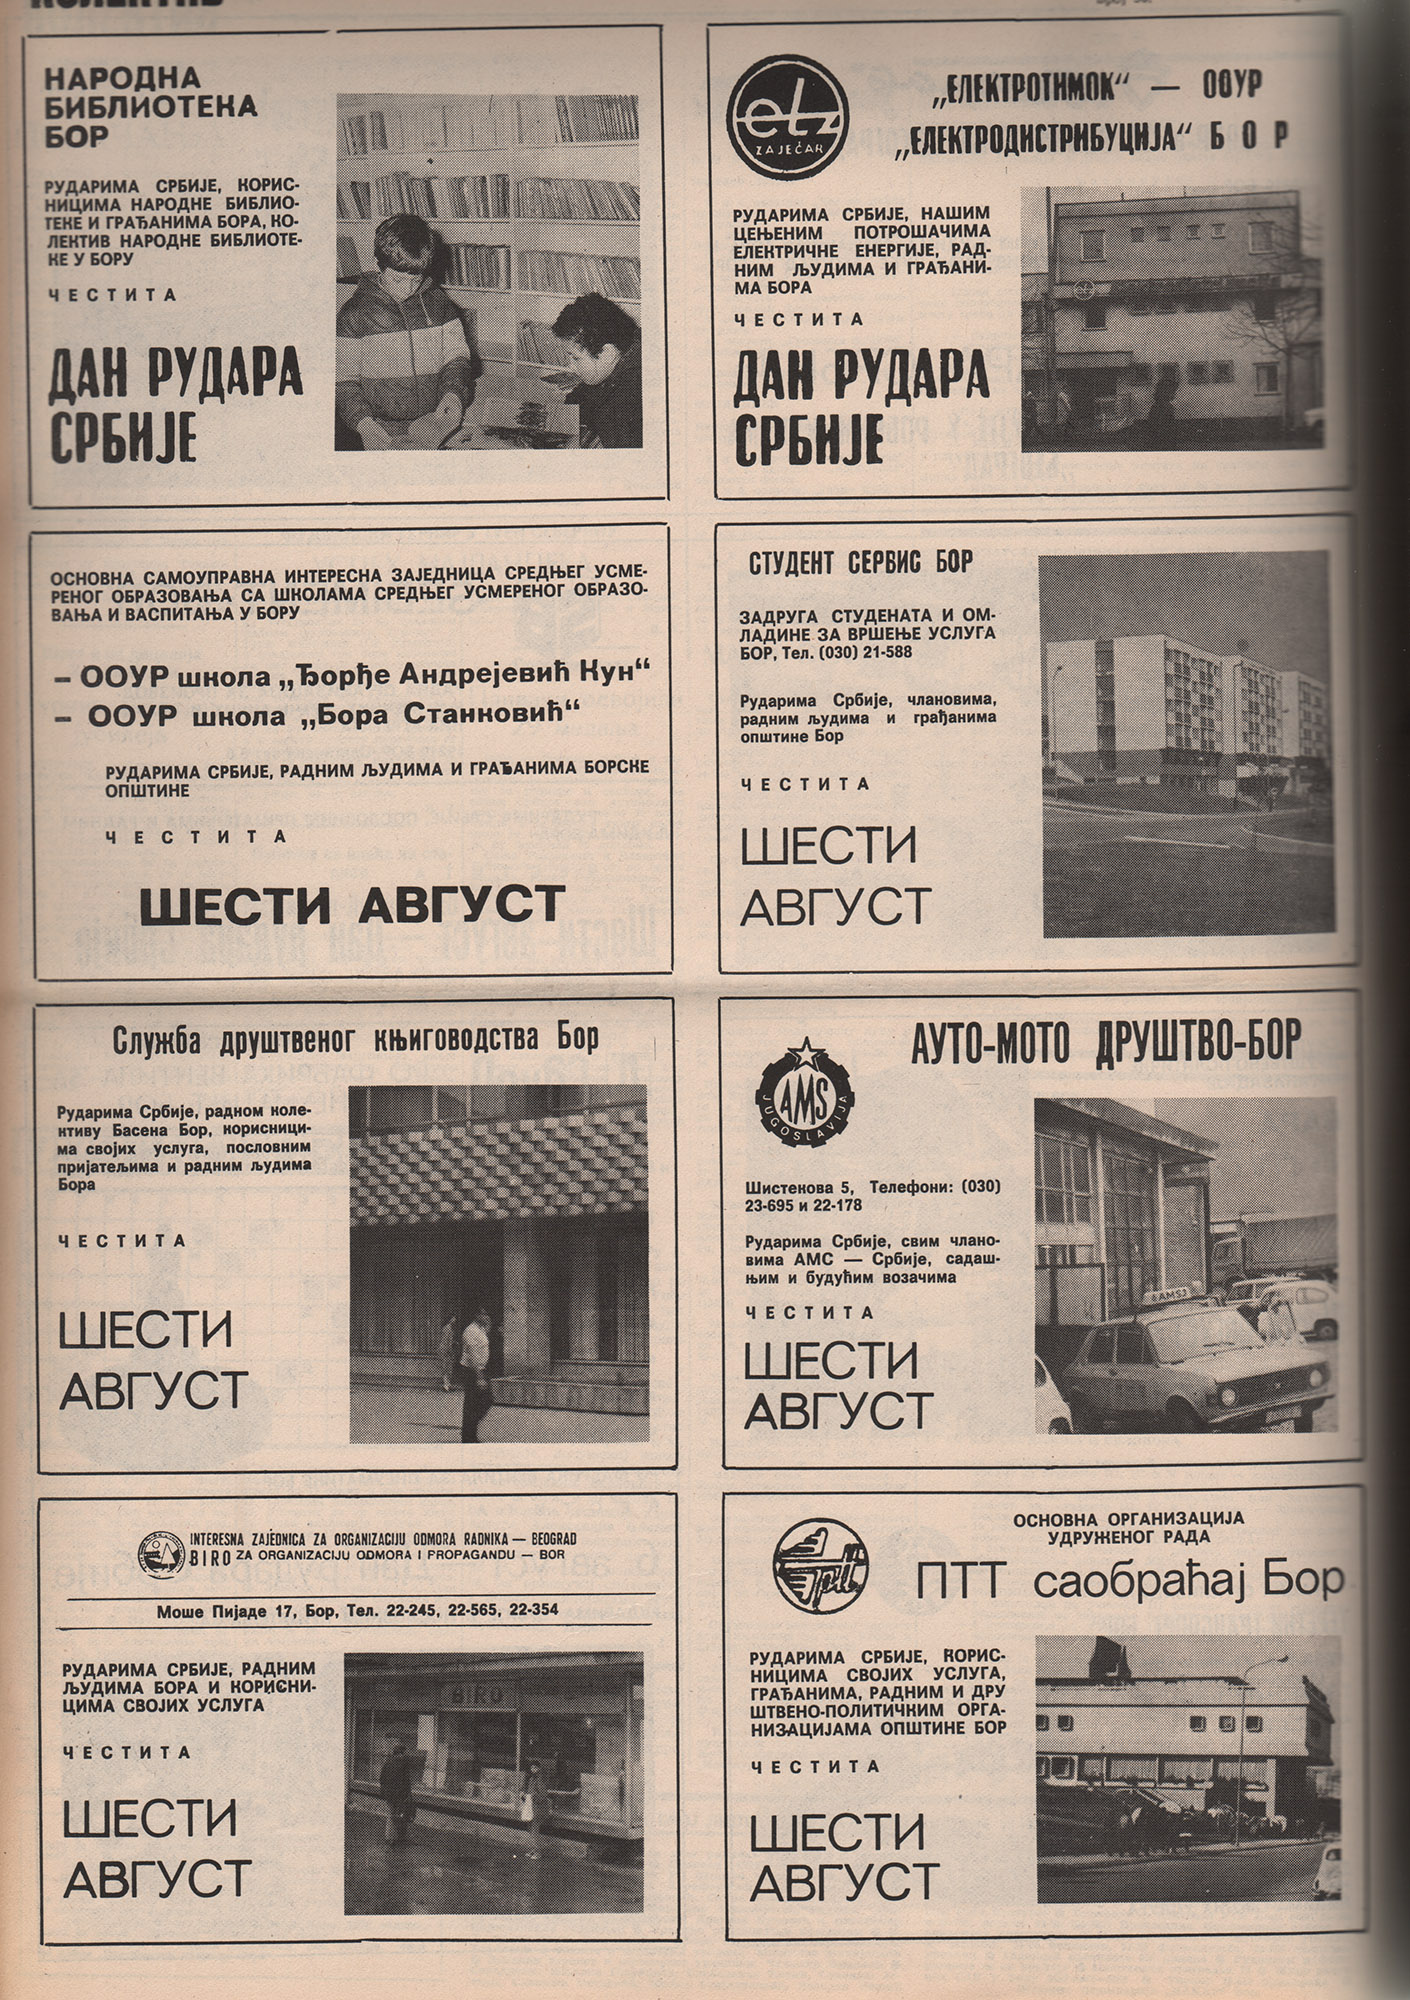 КОЛЕКТИВ
НАРОДНА
БИБЛИОТЕКА
БОР
РУДАРИМА СРБИЈЕ, КОРИС-
НИЦИМА НАРОДНЕ БИБЛИО-
ТЕКЕ И ГРАЂАНИМА БОРА, КО-
ЛЕКТИВ НАРОДНЕ БИБЛИОТЕ-
КЕ У БОРУ
ЧЕСТИТА
ДАН РУДАРА
СРБИЈЕ
etz
ZAJEČAR
„ЕЛЕКТРОТИМОК“ — ООУР
„ЕЛЕКТРОДИСТРИБУЦИЈА“ БОР
РУДАРИМА СРБИЈЕ, НАШИМ
ЦЕЊЕНИМ ПОТРОШАЧИМА
ЕЛЕКТРИЧНЕ ЕНЕРГИЈЕ, РАД-
НИМ ЉУДИМА И ГРАЂАНИ-
МА БОРА
ЧЕСТИТА
ДАН РУДАРА
СРБИЈЕ
ОСНОВНА САМОУПРАВНА ИНТЕРЕСНА ЗАЈЕДНИЦА СРЕДЊЕГ УСМЕ-
РЕНОГ ОБРАЗОВАЊА СА ШКОЛАМА СРЕДЊЕГ УСМЕРЕНОГ ОБРАЗО-
ВАЊА И ВАСПИТАЊА У БОРУ
– ООУР школа „Ђорђе Андрејевић Кун“
– ООУР школа „Бора Станковић“
РУДАРИМА СРБИЈЕ, РАДНИМ ЉУДИМА И ГРАЂАНИМА БОРСКЕ
ОПШТИНЕ
ЧЕСТИТА
ШЕСТИ АВГУСТ
СТУДЕНТ СЕРВИС БОР
ЗАДРУГА СТУДЕНАТА И ОМ-
ЛАДИНЕ ЗА ВРШЕЊЕ УСЛУГА
БОР, Тел. (030) 21-588
Рударима Србије, члановима,
радним људима и грађанима
општине Бор
ЧЕСТИТА
ШЕСТИ
АВГУСТ
Служба друштвеног књиговодства Бор
Рударима Србије, радном коле-
ктиву Басена Бор, корисници-
ма својих услуга, пословним
пријатељима и радним људима
Бора
ЧЕСТИТА
ШЕСТИ
АВГУСТ
AMS
JUGOSLAVIJA
АУТО-МОТО ДРУШТВО-БОР
Шистекова 5, Телефони: (030)
23-695 и 22-178
Рударима Србије, свим члано-
вима АМС — Србије, садаш-
њим и будућим возачима
ЧЕСТИТА
ШЕСТИ
АВГУСТ
AMSJ
INTERESNA ZAJEDNICA ZA ORGANIZACIJU ODMORA RADNIKA — BEOGRAD
BIRO ZA ORGANIZACIJU ODMORA I PROPAGANDU — BOR
Моше Пијаде 17, Бор, Тел. 22-245, 22-565, 22-354
РУДАРИМА СРБИЈЕ, РАДНИМ
ЉУДИМА БОРА И КОРИСНИ-
ЦИМА СВОЈИХ УСЛУГА
ЧЕСТИТА
ШЕСТИ
АВГУСТ
BIRO
ОСНОВНА ОРГАНИЗАЦИЈА
УДРУЖЕНОГ РАДА
ПТТ саобраћај Бор
РУДАРИМА СРБИЈЕ, КОРИС-
НИЦИМА СВОЈИХ УСЛУГА,
ГРАЂАНИМА, РАДНИМ И ДРУ
ШТВЕНО-ПОЛИТИЧКИМ ОРГА-
НИЗАЦИЈАМА ОПШТИНЕ БОР
ЧЕСТИТА
ШЕСТИ
АВГУСТ